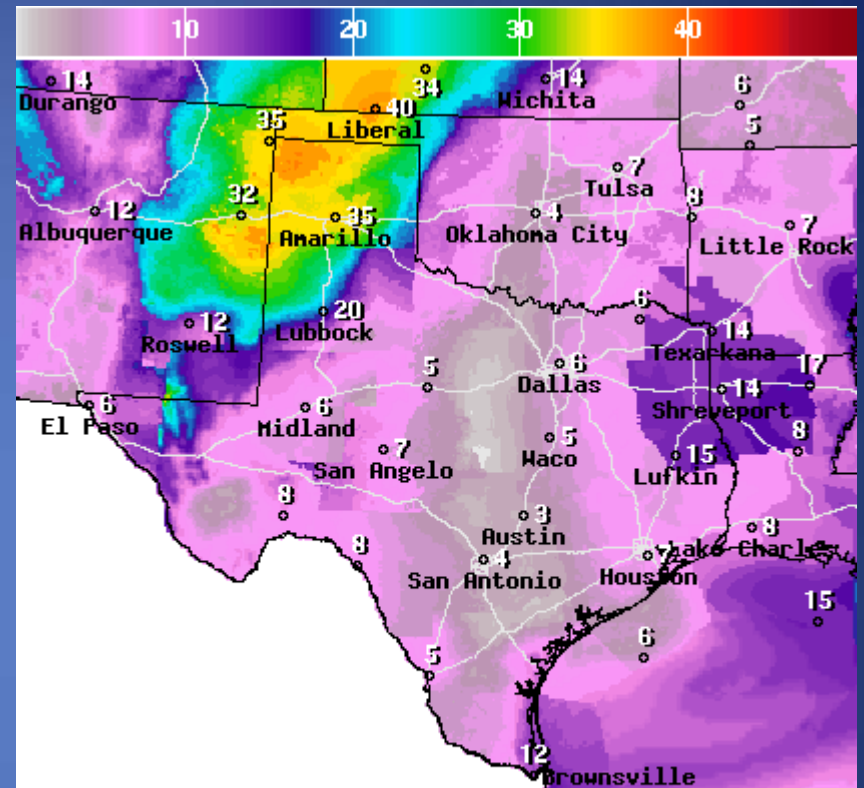 10 20 30 40
14 34 14 6
Durango Wichita
40
Liberal
35 5
7
Tulsa
12 32 35 4 8 7
Albuquerque Amarillo Oklahoma City Little Rock
12 20 6
Roswell Lubbock 14
Texarkana
5 6 17
Dallas 14
6 6 Shreveport
El Paso Midland
7 5 8
San Angelo Waco 15
Lufkin
8 3 8
Austin
8 4 Lake Charles
San Antonio Houston
15
5 6
12
Brownsville